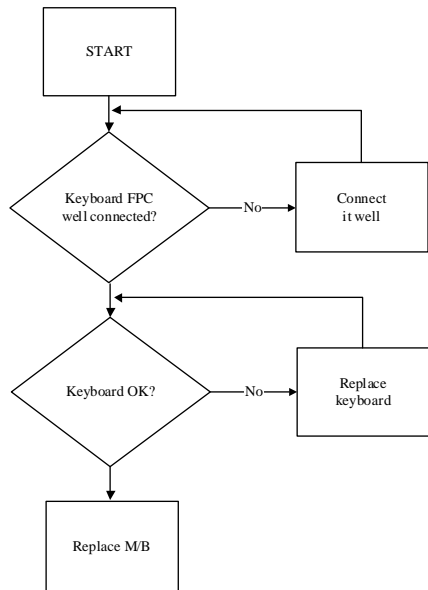 START
Keyboard FPC
well connected?
No
Connect
it well
Keyboard OK?
No
Replace
keyboard
Replace M/B